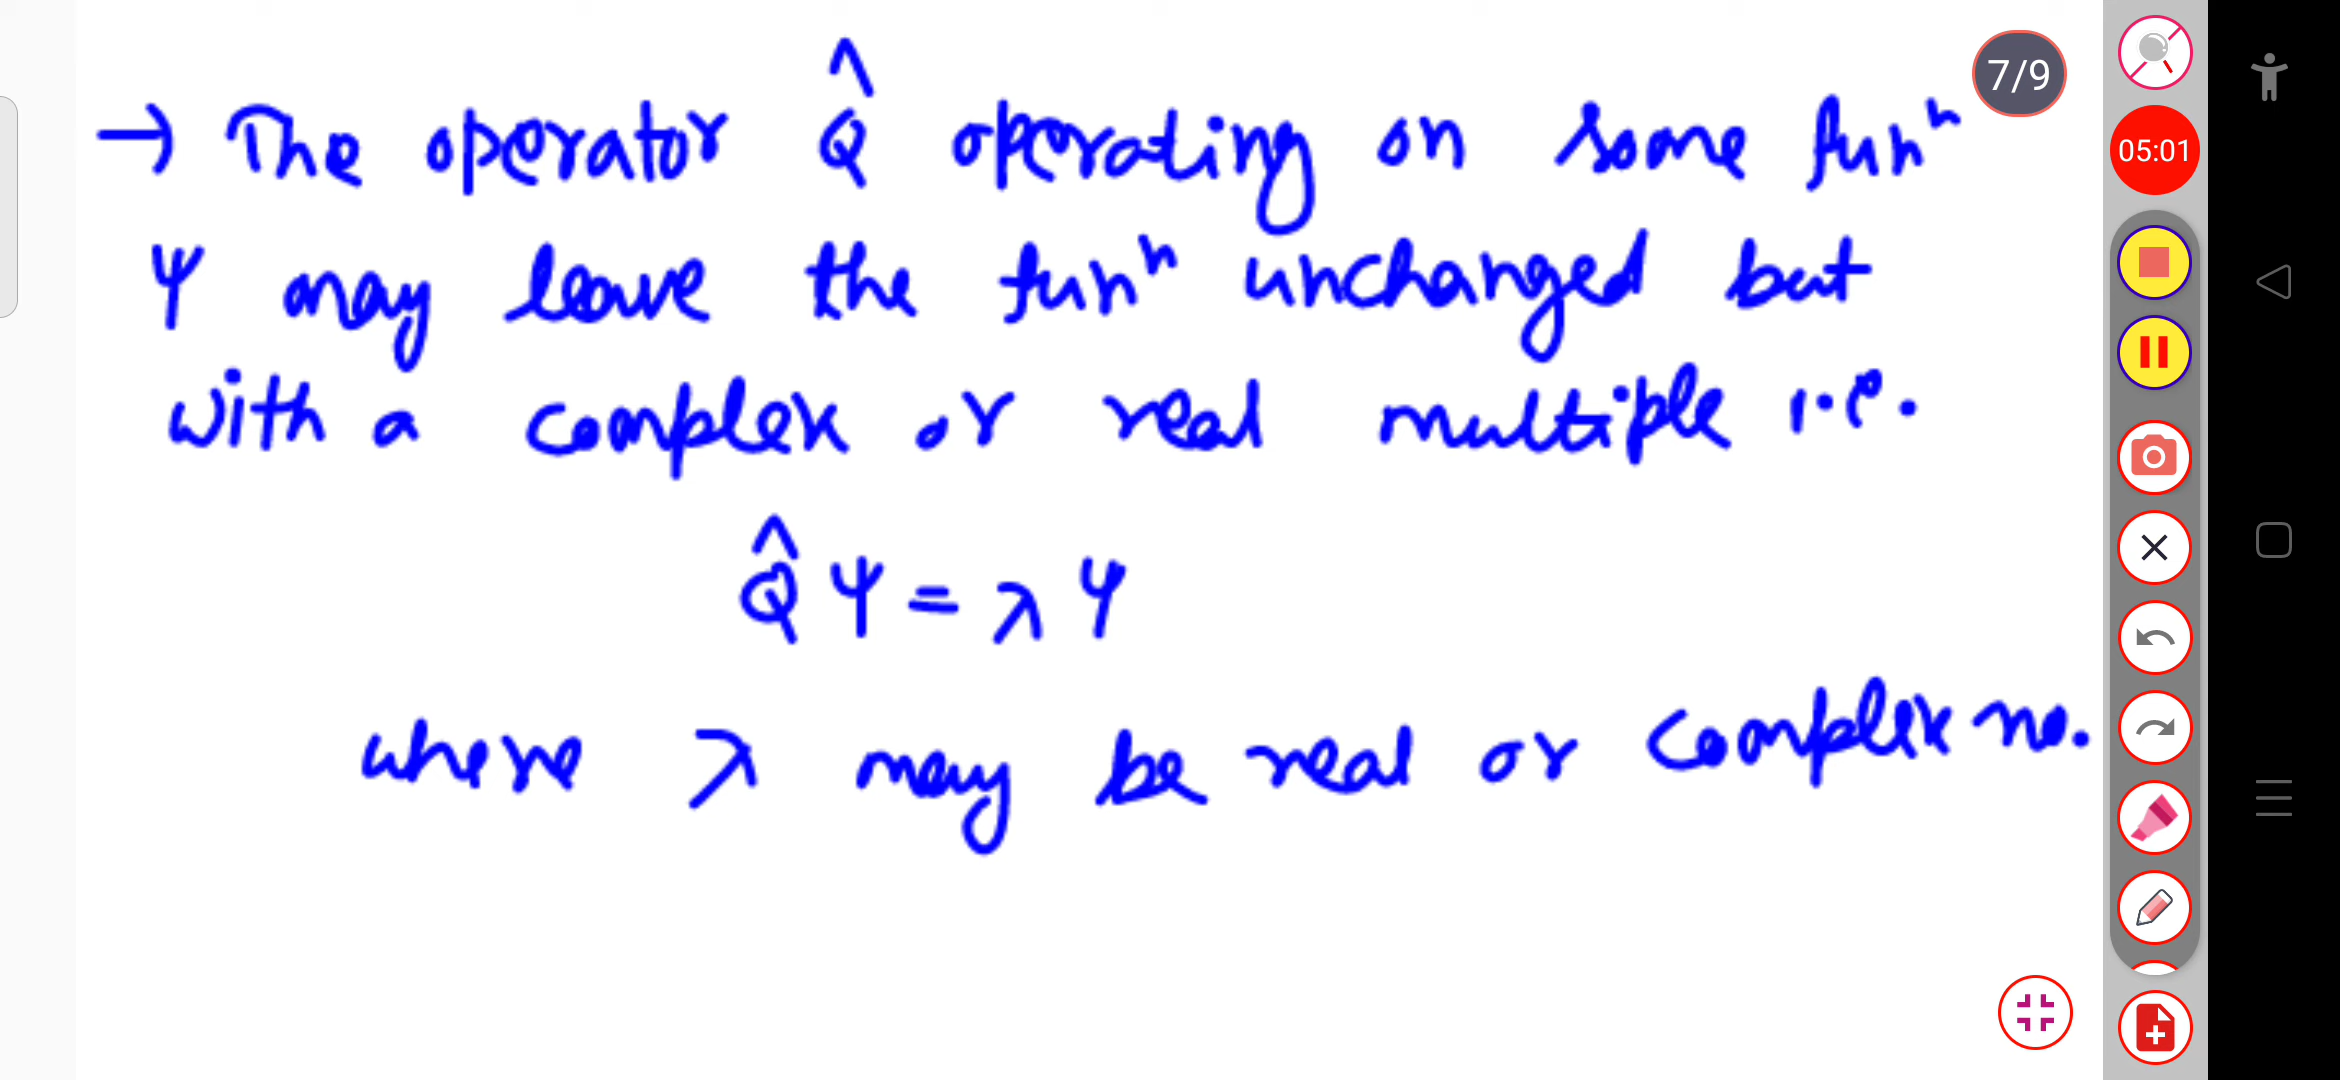 → The operator Q̂ operating on some funⁿ
7/9
05:01
Ψ may leave the funⁿ unchanged but
with a complex or real multiple i.e.
Q̂ Ψ = λ Ψ
where λ may be real or complex no.